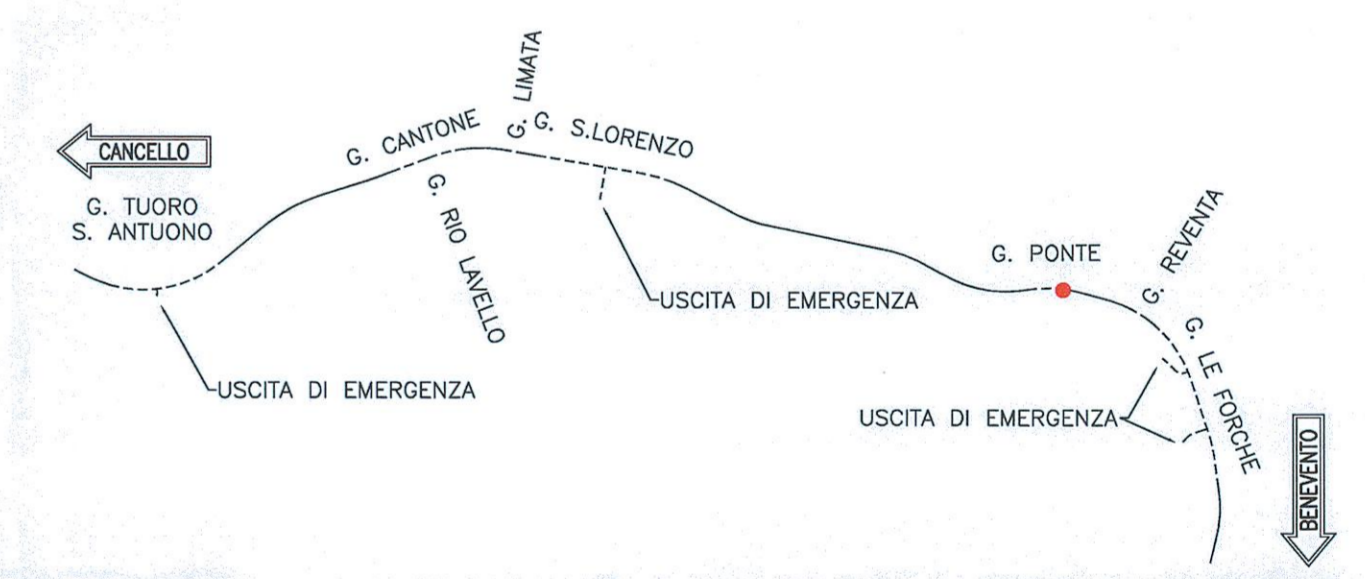 CANCELLO
G. TUORO
S. ANTUONO
G. CANTONE
G. RIO LAVELLO
G. LIMATA
G. S.LORENZO
USCITA DI EMERGENZA
USCITA DI EMERGENZA
G. PONTE
G. REVENTA
G. LE FORCHE
USCITA DI EMERGENZA
BENEVENTO